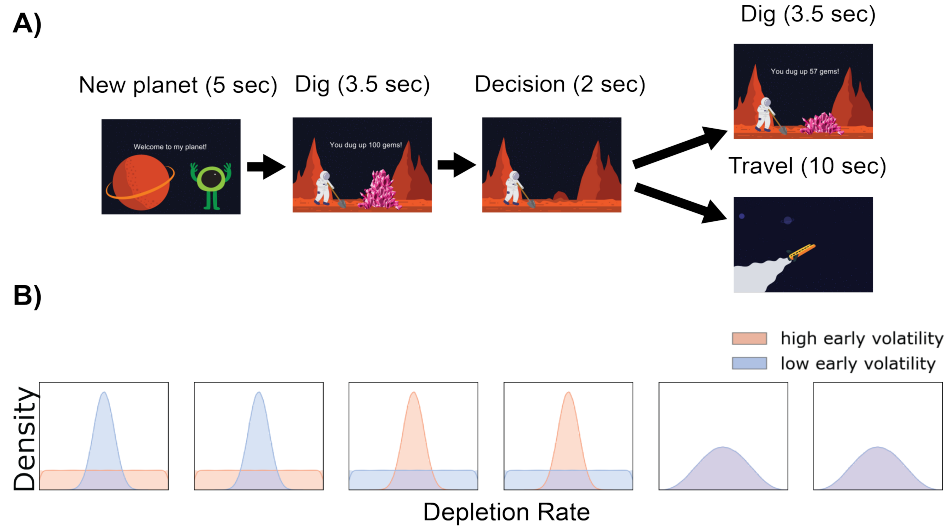 A)
New planet (5 sec)
Welcome to my planet!
Dig (3.5 sec)
You dug up 100 gems!
Decision (2 sec)
Dig (3.5 sec)
You dug up 57 gems!
Travel (10 sec)
B)
high early volatility
low early volatility
Density
Depletion Rate